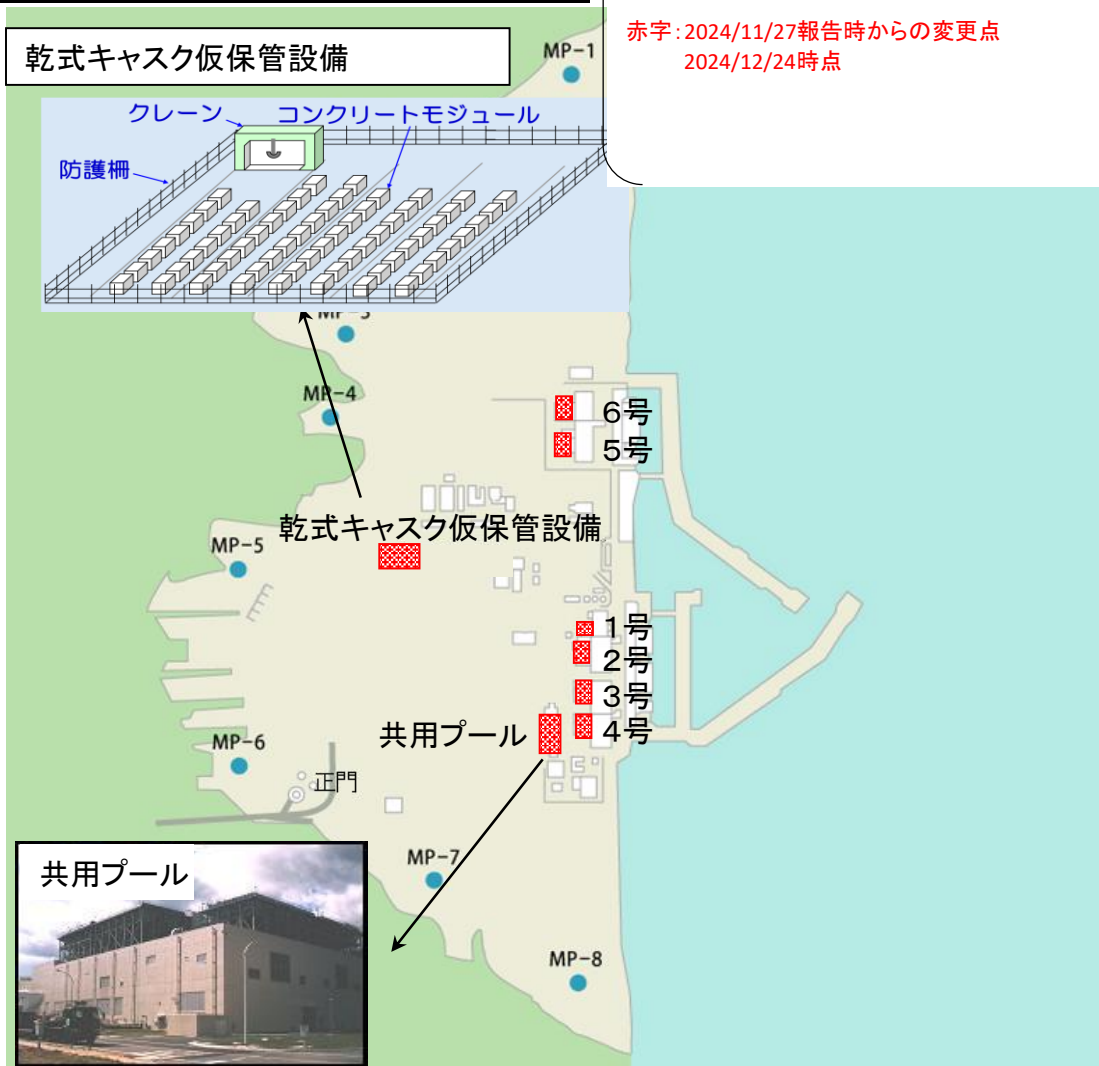 乾式キャスク仮保管設備
MP-1
赤字:2024/11/27報告時からの変更点
2024/12/24時点
クレーン
コンクリートモジュール
防護柵
MP-3
MP-4
6号
5号
乾式キャスク仮保管設備
MP-5
1号
2号
3号
4号
共用プール
MP-6
正門
MP-7
共用プール
MP-8